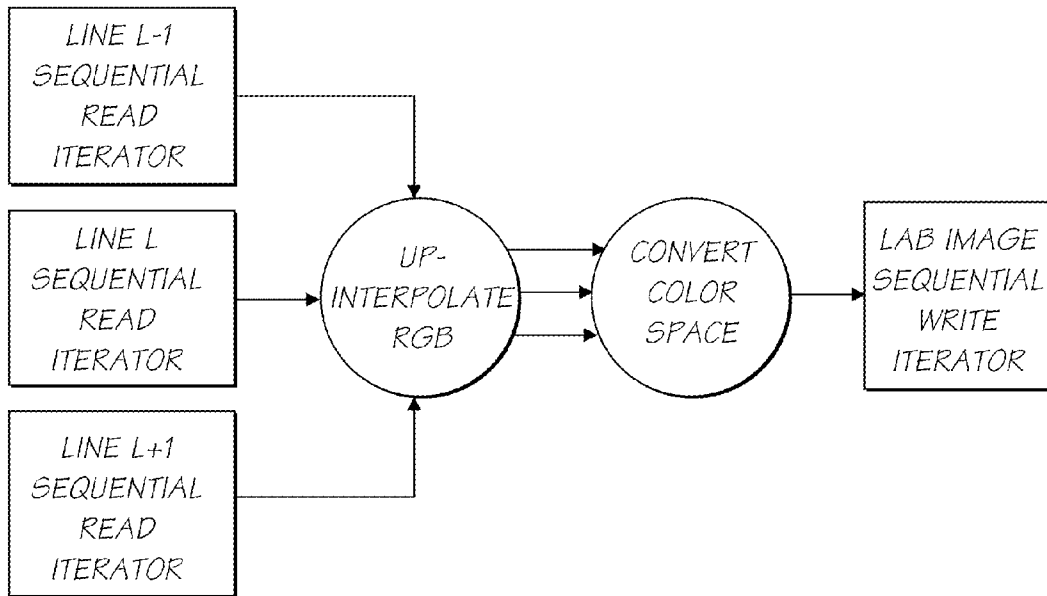 LINE L-1
SEQUENTIAL
READ
ITERATOR
LINE L
SEQUENTIAL
READ
ITERATOR
LINE L+1
SEQUENTIAL
READ
ITERATOR
UP-
INTERPOLATE
RGB
CONVERT
COLOR
SPACE
LAB IMAGE
SEQUENTIAL
WRITE
ITERATOR